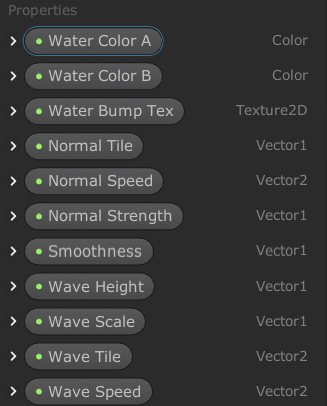 Properties
Water Color A Color
Water Color B Color
Water Bump Tex Texture2D
Normal Tile Vector1
Normal Speed Vector2
Normal Strength Vector1
Smoothness Vector1
Wave Height Vector1
Wave Scale Vector1
Wave Tile Vector2
Wave Speed Vector2